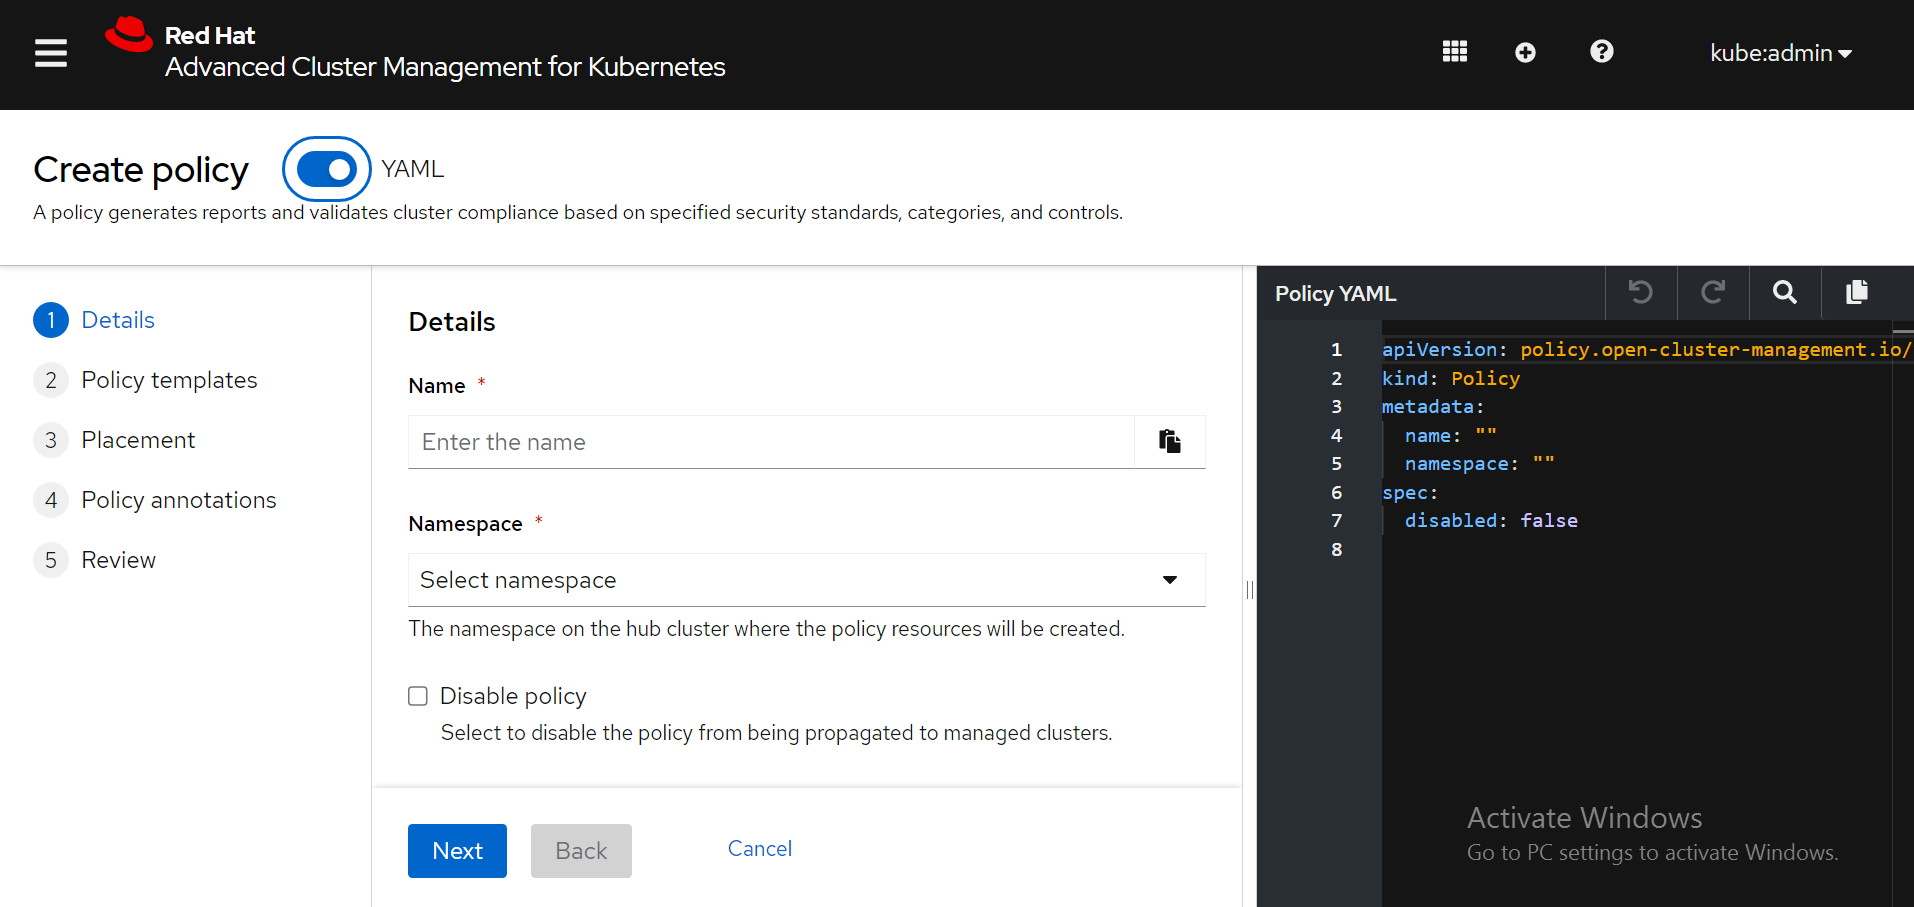 Red Hat
Advanced Cluster Management for Kubernetes
kube:admin
Create policy
YAML
A policy generates reports and validates cluster compliance based on specified security standards, categories, and controls.
1 Details
2 Policy templates
3 Placement
4 Policy annotations
5 Review
Details
Name *
Enter the name
Namespace *
Select namespace
The namespace on the hub cluster where the policy resources will be created.
Disable policy
Select to disable the policy from being propagated to managed clusters.
Next
Back
Cancel
Policy YAML
1 apiVersion: policy.open-cluster-management.io/
2 kind: Policy
3 metadata:
4 name: ""
5 namespace: ""
6 spec:
7 disabled: false
8
Activate Windows
Go to PC settings to activate Windows.